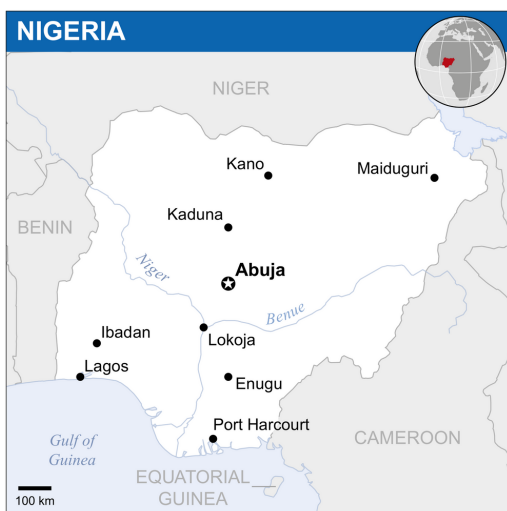 NIGERIA
NIGER
Kano
Maiduguri
Kaduna
BENIN
Niger
Abuja
Benue
Ibadan
Lokoja
Lagos
Enugu
Port Harcourt
Gulf of
Guinea
CAMEROON
EQUATORIAL
GUINEA
100 km